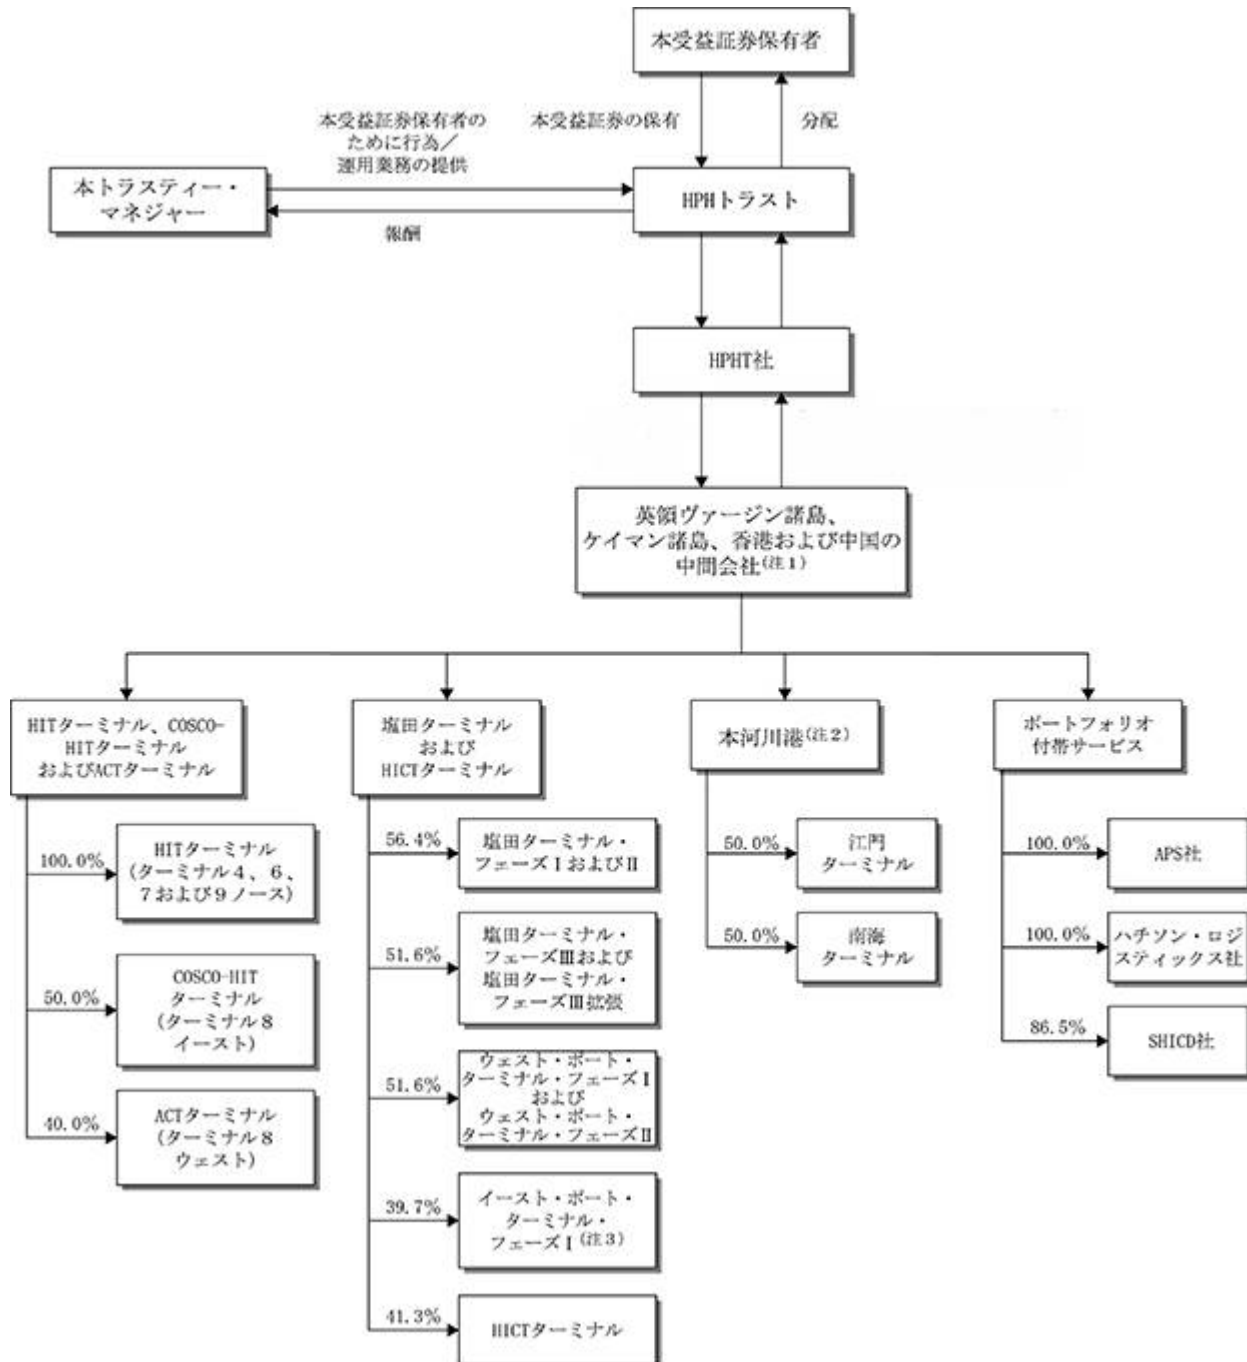 本受益証券保有者
本受益証券保有者の
ために行為／
運用業務の提供
本受益証券の保有
分配
本トラスティー・
マネジャー
HPHトラスト
報酬
HPHT社
英領ヴァージン諸島、
ケイマン諸島、香港および中国の
中間会社(注1)
HITターミナル、COSCO-
HITターミナル
およびACTターミナル
100.0%
HITターミナル
(ターミナル4、6、
7および9ノース)
50.0%
COSCO-HIT
ターミナル
(ターミナル8
イースト)
40.0%
ACTターミナル
(ターミナル8
ウェスト)
塩田ターミナル
および
HICTターミナル
56.4%
塩田ターミナル・
フェーズⅠおよびⅡ
51.6%
塩田ターミナル・
フェーズⅢおよび
塩田ターミナル・
フェーズⅢ拡張
51.6%
ウェスト・ポート・
ターミナル・フェーズⅠ
および
ウェスト・ポート・
ターミナル・フェーズⅡ
39.7%
イースト・ポート・
ターミナル・
フェーズⅠ(注3)
41.3%
HICTターミナル
本河川港(注2)
50.0%
江門
ターミナル
50.0%
南海
ターミナル
ポートフォリオ
付帯サービス
100.0%
APS社
100.0%
ハチソン・ロジ
スティックス社
86.5%
SHICD社